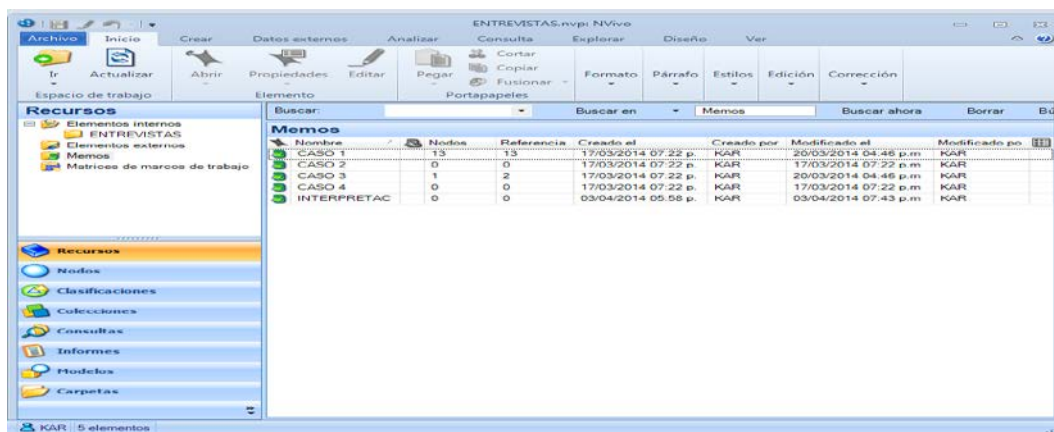 ENTREVISTAS.nvp: NVivo
Archivo Inicio Crear Datos externos Analizar Consulta Explorar Diseño Ver
Ir Actualizar Abrir Propiedades Editar Pegar Cortar Copiar Fusionar Formato Párrafo Estilos Edición Corrección
Espacio de trabajo Elemento Portapapeles
Recursos
Elementos internos
ENTREVISTAS
Elementos externos
Memos
Matrices de marcos de trabajo
Buscar: Buscar en Memos Buscar ahora Borrar Bú
Memos
Nombre Nodos Referencia Creado el Creado por Modificado el Modificado po
CASO 1 13 13 17/03/2014 07:22 p. KAR 20/03/2014 04:46 p.m KAR
CASO 2 0 0 17/03/2014 07:22 p. KAR 17/03/2014 07:22 p.m KAR
CASO 3 1 2 17/03/2014 07:22 p. KAR 20/03/2014 04:46 p.m KAR
CASO 4 0 0 17/03/2014 07:22 p. KAR 17/03/2014 07:22 p.m KAR
INTERPRETAC 0 0 03/04/2014 05:58 p. KAR 03/04/2014 07:43 p.m KAR
Recursos
Nodos
Clasificaciones
Colecciones
Consultas
Informes
Modelos
Carpetas
KAR 5 elementos